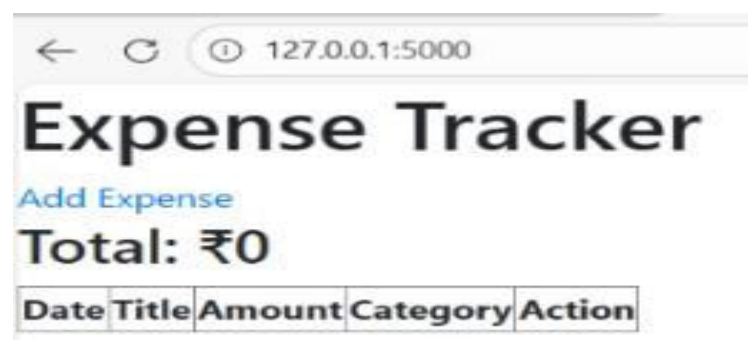 127.0.0.1:5000
Expense Tracker
Add Expense
Total: ₹0
Date Title Amount Category Action